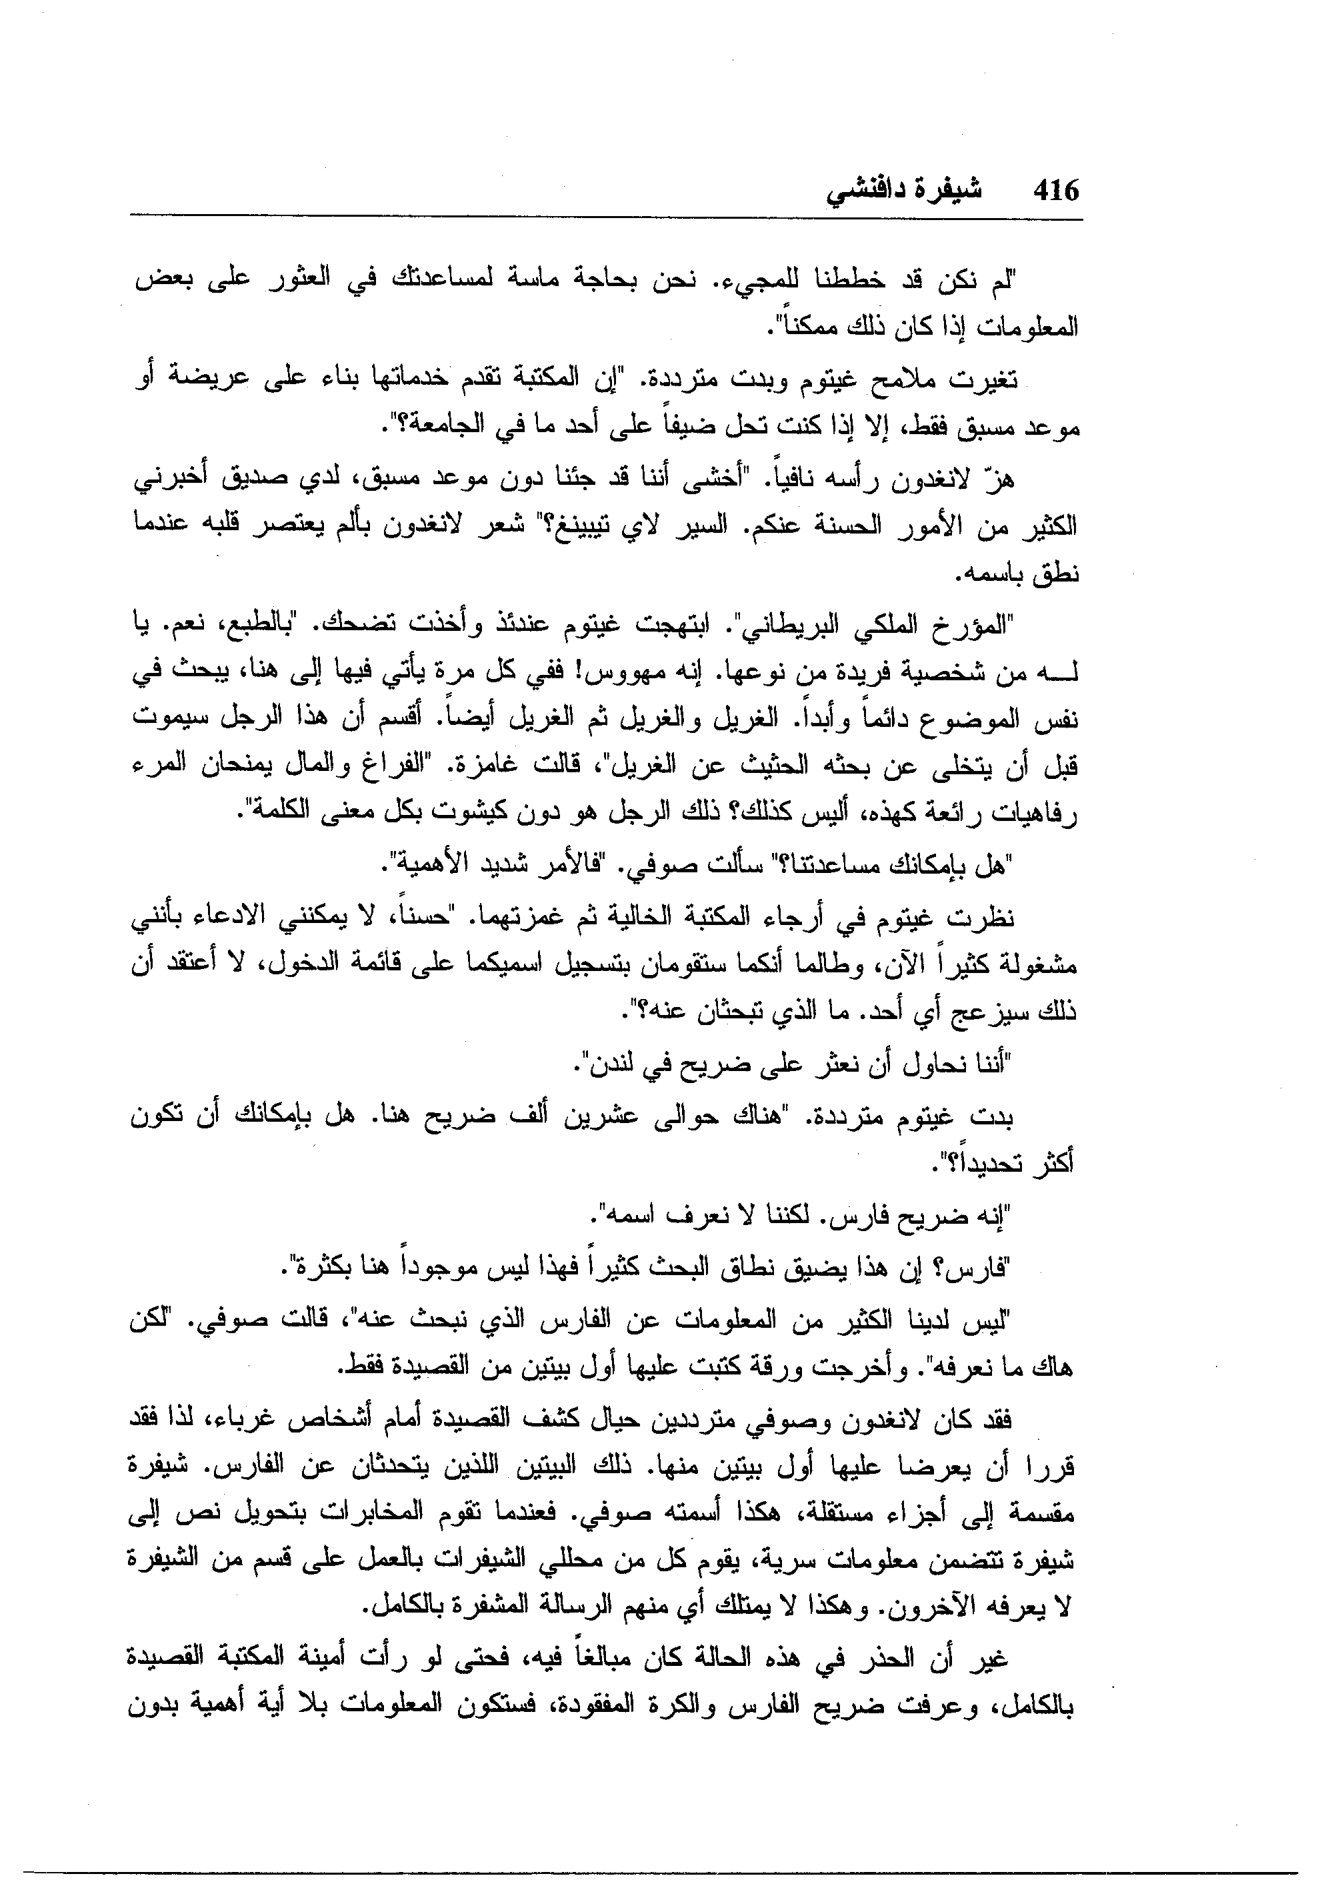 416 شيفرة دافنشي
"لم نكن قد خططنا للمجيء. نحن بحاجة ماسة لمساعدتك في العثور على بعض
المعلومات إذا كان ذلك ممكناً".
تغيرت ملامح غيتوم وبدت مترددة. "إن المكتبة تقدم خدماتها بناء على عريضة أو
موعد مسبق فقط، إلا إذا كنت تحل ضيفاً على أحد ما في الجامعة؟".
هزّ لانغدون رأسه نافياً. "أخشى أننا قد جئنا دون موعد مسبق، لدي صديق أخبرني
الكثير من الأمور الحسنة عنكم. السير لاي تيبينغ؟" شعر لانغدون بألم يعتصر قلبه عندما
نطق باسمه.
"المؤرخ الملكي البريطاني". ابتهجت غيتوم عندئذ وأخذت تضحك. "بالطبع، نعم. يا
لـــه من شخصية فريدة من نوعها. إنه مهووس! ففي كل مرة يأتي فيها إلى هنا، يبحث في
نفس الموضوع دائماً وأبداً. الغريل والغريل ثم الغريل أيضاً. أقسم أن هذا الرجل سيموت
قبل أن يتخلى عن بحثه الحثيث عن الغريل"، قالت غامزة. "الفراغ والمال يمنحان المرء
رفاهيات رائعة كهذه، أليس كذلك؟ ذلك الرجل هو دون كيشوت بكل معنى الكلمة".
"هل بإمكانك مساعدتنا؟" سألت صوفي. "فالأمر شديد الأهمية".
نظرت غيتوم في أرجاء المكتبة الخالية ثم غمزتهما. "حسناً، لا يمكنني الادعاء بأنني
مشغولة كثيراً الآن، وطالما أنكما ستقومان بتسجيل اسميكما على قائمة الدخول، لا أعتقد أن
ذلك سيزعج أي أحد. ما الذي تبحثان عنه؟".
"أننا نحاول أن نعثر على ضريح في لندن".
بدت غيتوم مترددة. "هناك حوالى عشرين ألف ضريح هنا. هل بإمكانك أن تكون
أكثر تحديداً؟".
"إنه ضريح فارس. لكننا لا نعرف اسمه".
"فارس؟ إن هذا يضيق نطاق البحث كثيراً فهذا ليس موجوداً هنا بكثرة".
"ليس لدينا الكثير من المعلومات عن الفارس الذي نبحث عنه"، قالت صوفي. "لكن
هاك ما نعرفه". وأخرجت ورقة كتبت عليها أول بيتين من القصيدة فقط.
فقد كان لانغدون وصوفي مترددين حيال كشف القصيدة أمام أشخاص غرباء، لذا فقد
قررا أن يعرضا عليها أول بيتين منها. ذلك البيتين اللذين يتحدثان عن الفارس. شيفرة
مقسمة إلى أجزاء مستقلة، هكذا أسمته صوفي. فعندما تقوم المخابرات بتحويل نص إلى
شيفرة تتضمن معلومات سرية، يقوم كل من محللي الشيفرات بالعمل على قسم من الشيفرة
لا يعرفه الآخرون. وهكذا لا يمتلك أي منهم الرسالة المشفرة بالكامل.
غير أن الحذر في هذه الحالة كان مبالغاً فيه، فحتى لو رأت أمينة المكتبة القصيدة
بالكامل، وعرفت ضريح الفارس والكرة المفقودة، فستكون المعلومات بلا أية أهمية بدون